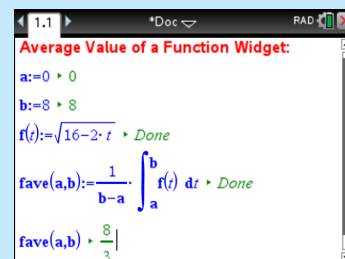 1.1 *Doc RAD
Average Value of a Function Widget:
a:=0 ▸ 0
b:=8 ▸ 8
f(t):=√(16−2·t) ▸ Done
fave(a,b):=1/(b−a)·∫[a,b] f(t) dt ▸ Done
fave(a,b) ▸ 8/3